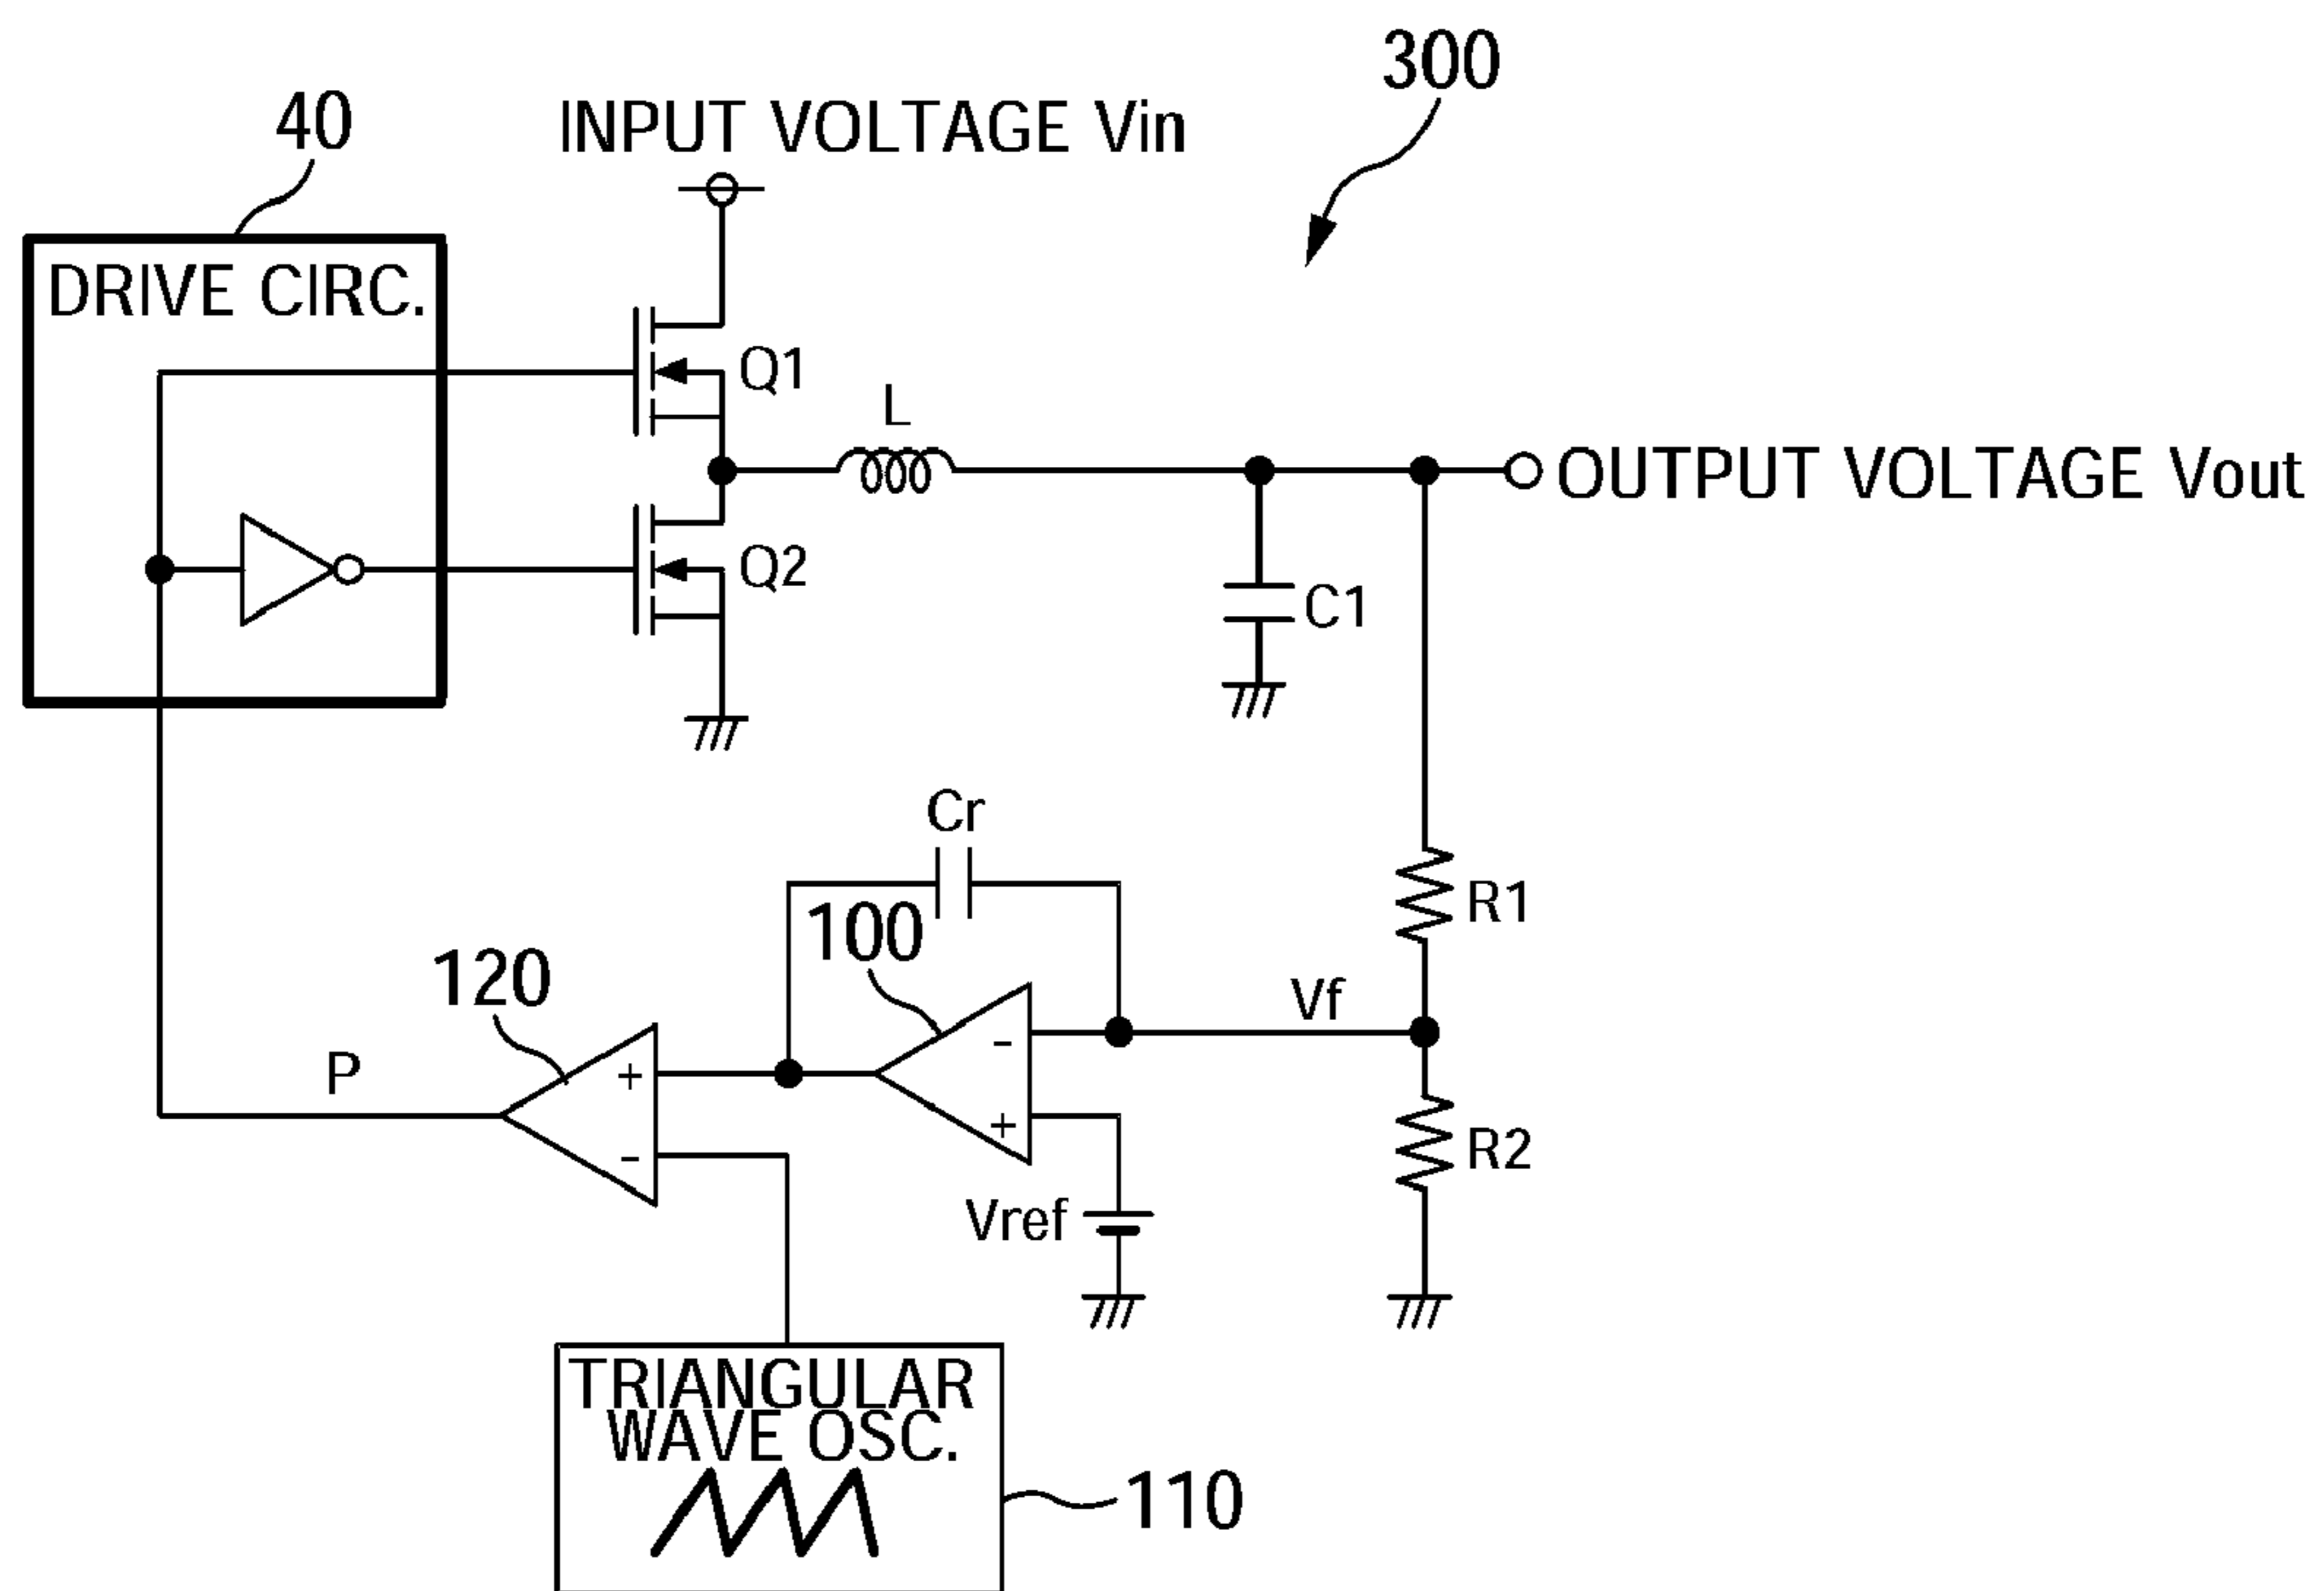 300
40
INPUT VOLTAGE Vin
DRIVE CIRC.
Q1
L
OUTPUT VOLTAGE Vout
Q2
C1
Cr
R1
100
120
Vf
-
P
+
+
-
R2
Vref
TRIANGULAR
WAVE OSC.
110